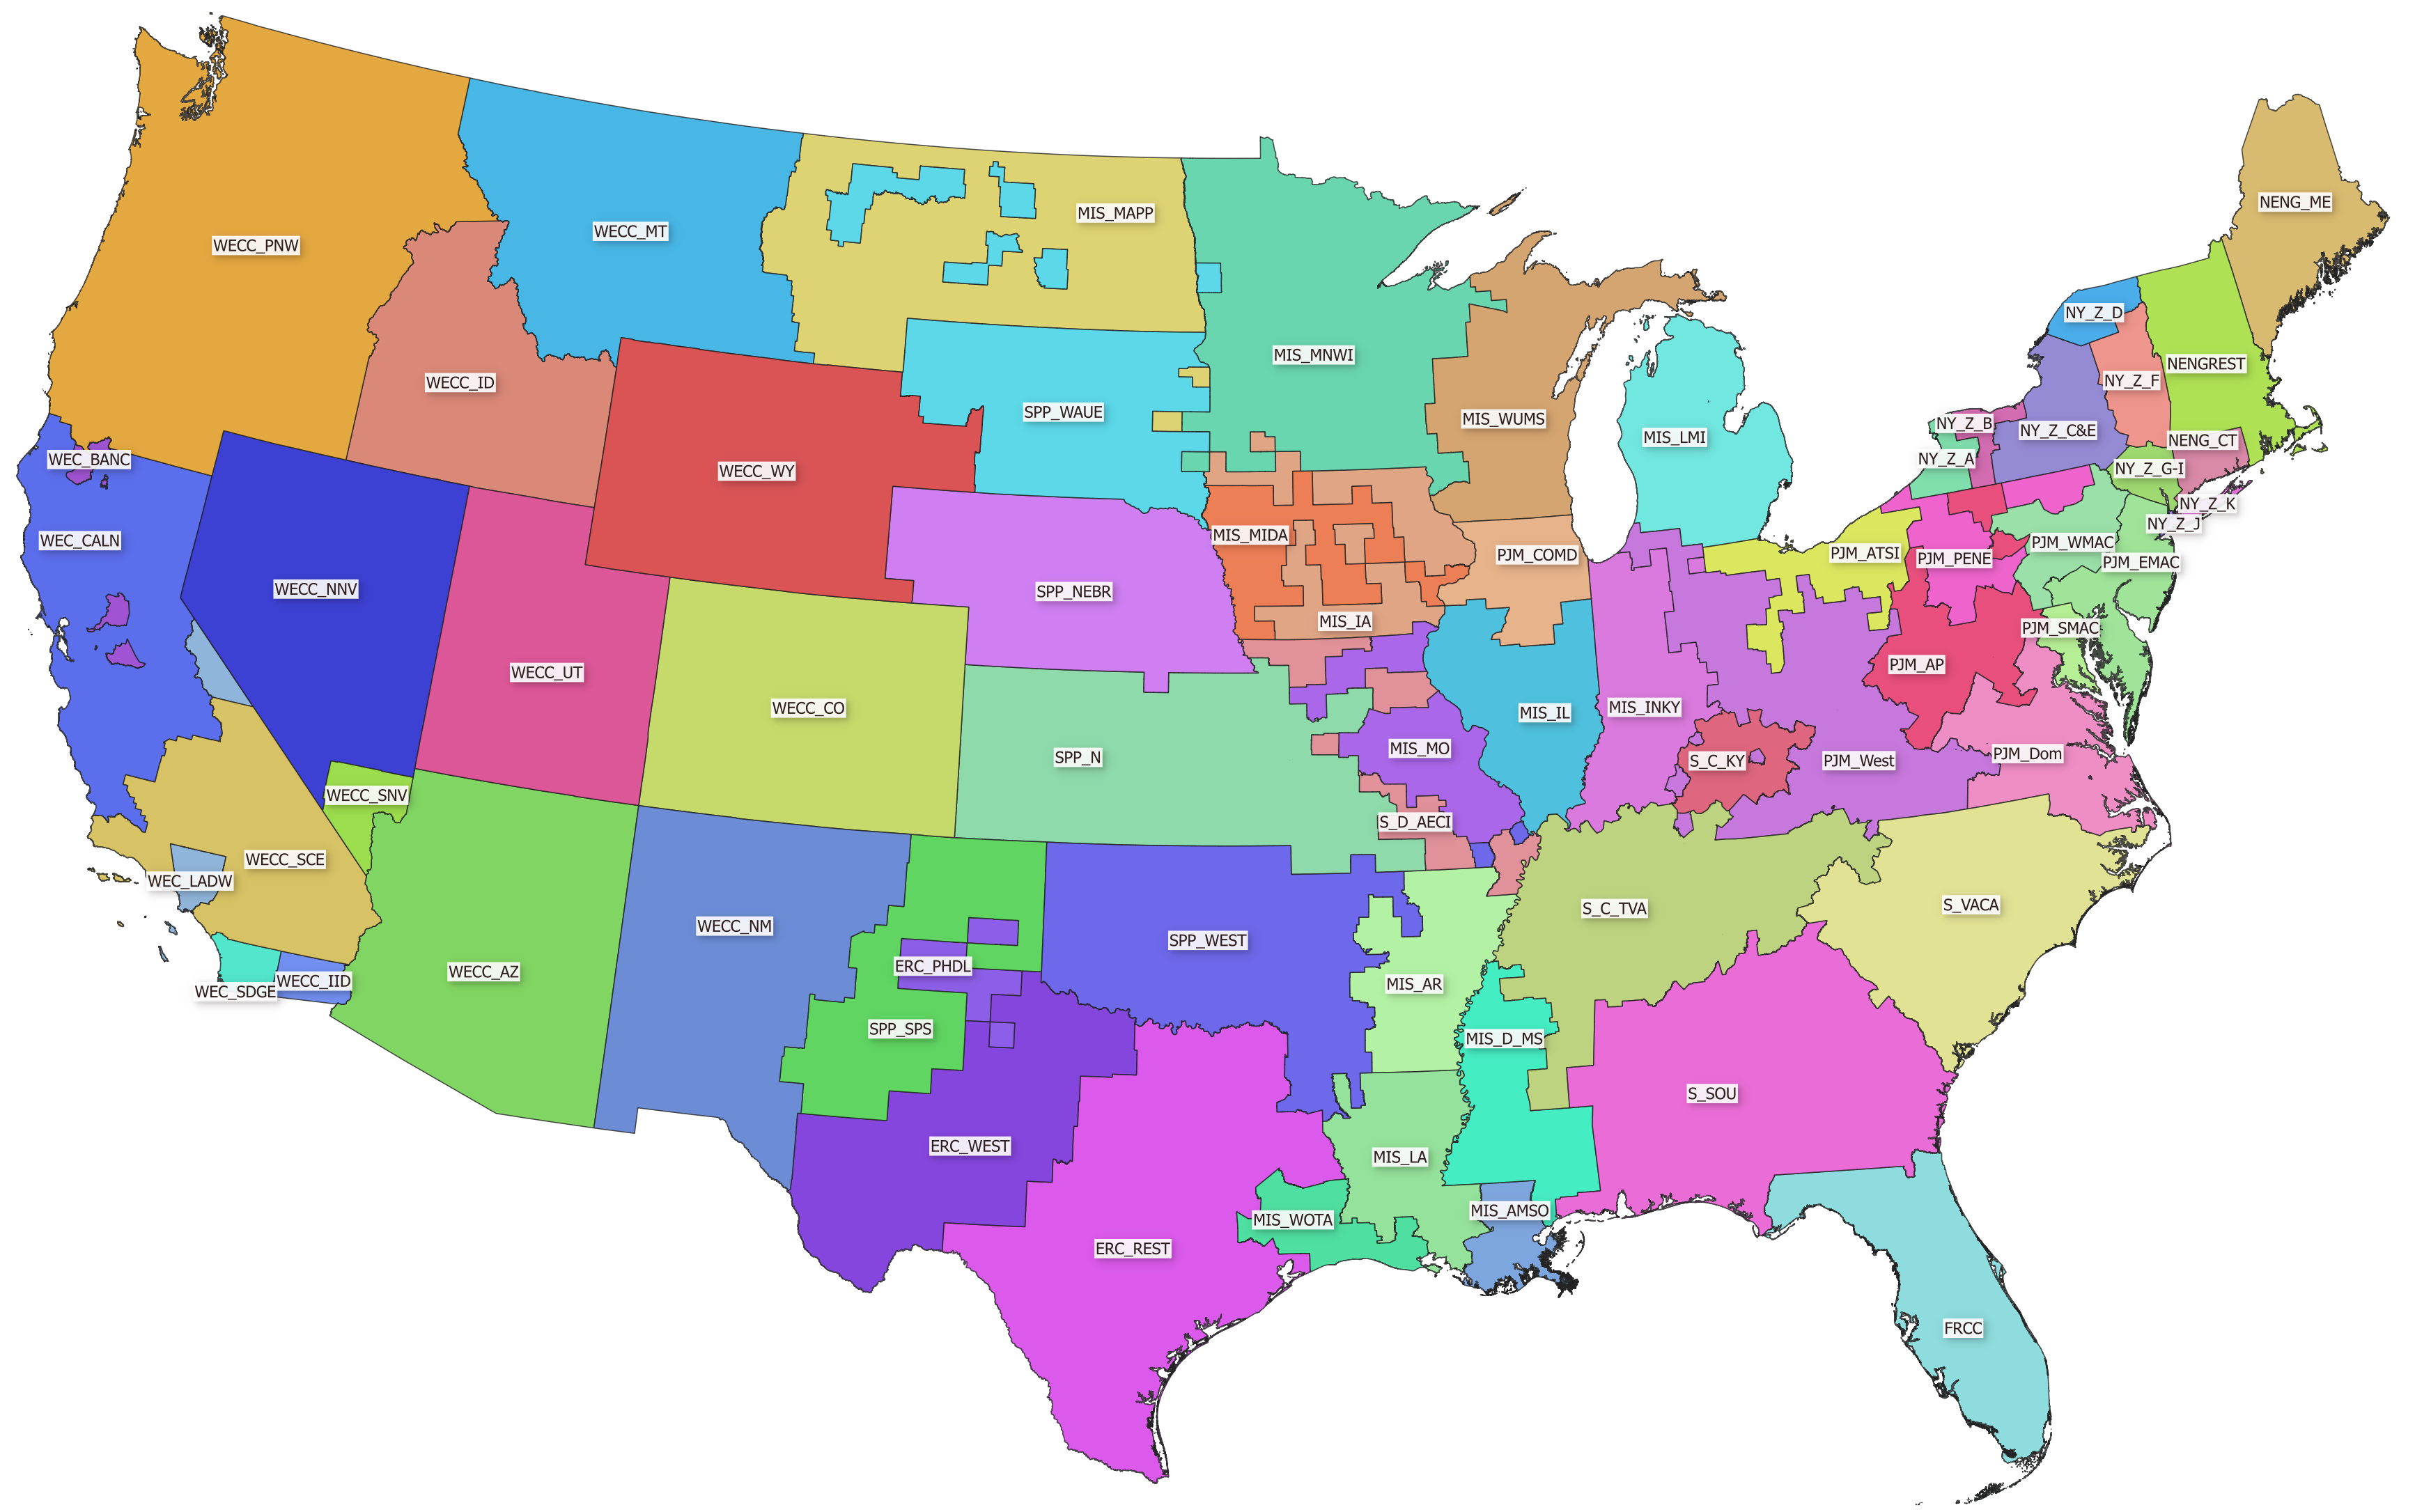 NENG_ME
MIS_MAPP
WECC_MT
WECC_PNW
NY_Z_D
MIS_MNWI
NENGREST
NY_Z_F
WECC_ID
SPP_WAUE
MIS_WUMS
NY_Z_B
NY_Z_C&E
MIS_LMI
NENG_CT
WEC_BANC
NY_Z_A
NY_Z_G-I
WECC_WY
NY_Z_K
NY_Z_J
MIS_MIDA
WEC_CALN
PJM_WMAC
PJM_ATSI
PJM_COMD
PJM_PENE
PJM_EMAC
WECC_NNV
SPP_NEBR
MIS_IA
PJM_SMAC
PJM_AP
WECC_UT
WECC_CO
MIS_INKY
MIS_IL
MIS_MO
PJM_Dom
SPP_N
S_C_KY
PJM_West
WECC_SNV
S_D_AECI
WECC_SCE
WEC_LADW
S_VACA
S_C_TVA
WECC_NM
SPP_WEST
ERC_PHDL
WECC_AZ
WECC_IID
MIS_AR
WEC_SDGE
SPP_SPS
MIS_D_MS
S_SOU
ERC_WEST
MIS_LA
MIS_AMSO
MIS_WOTA
ERC_REST
FRCC